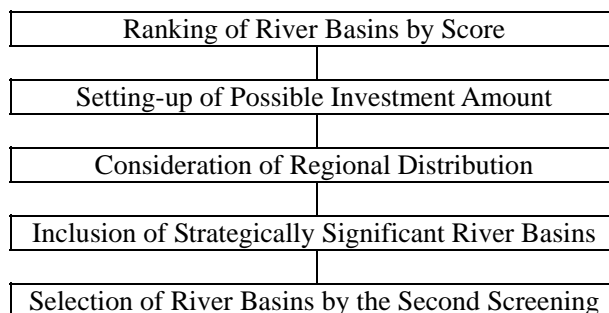 Ranking of River Basins by Score
Setting-up of Possible Investment Amount
Consideration of Regional Distribution
Inclusion of Strategically Significant River Basins
Selection of River Basins by the Second Screening